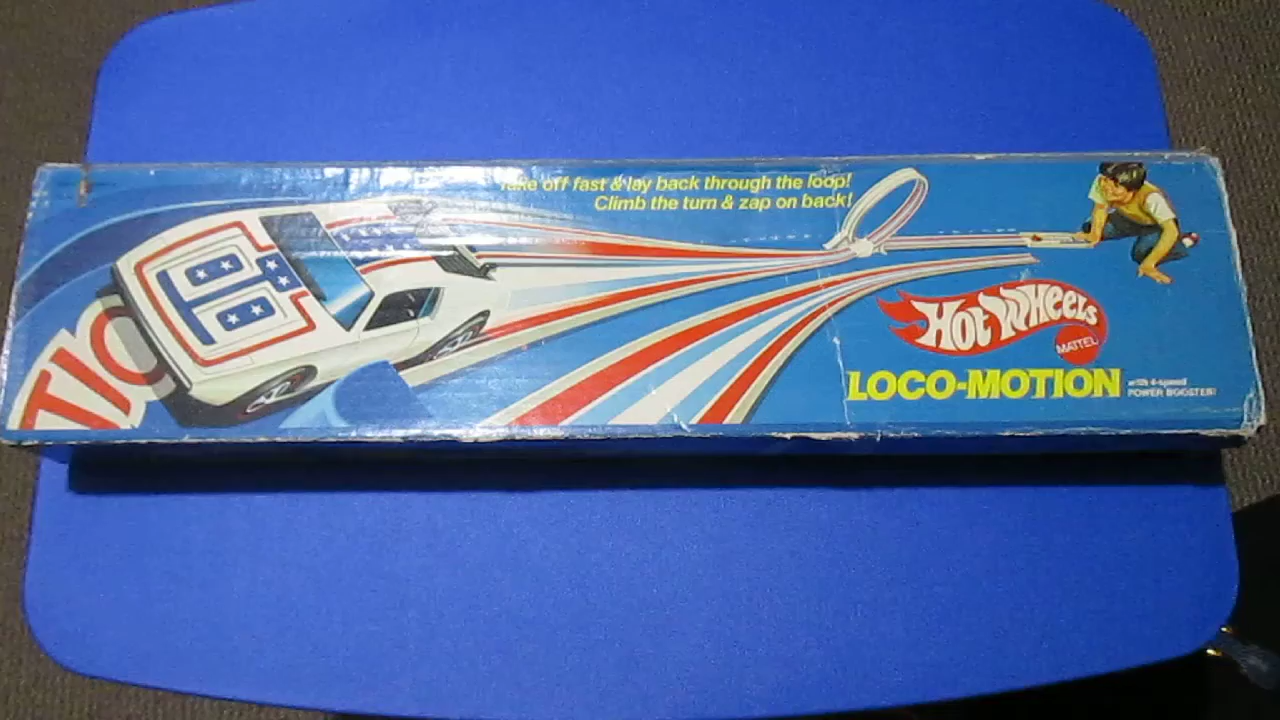 Take off fast & lay back through the loop!
Climb the turn & zap on back!
HOT WHEELS
MATTEL
LOCO-MOTION
with 4-speed
POWER BOOSTER!
TIO